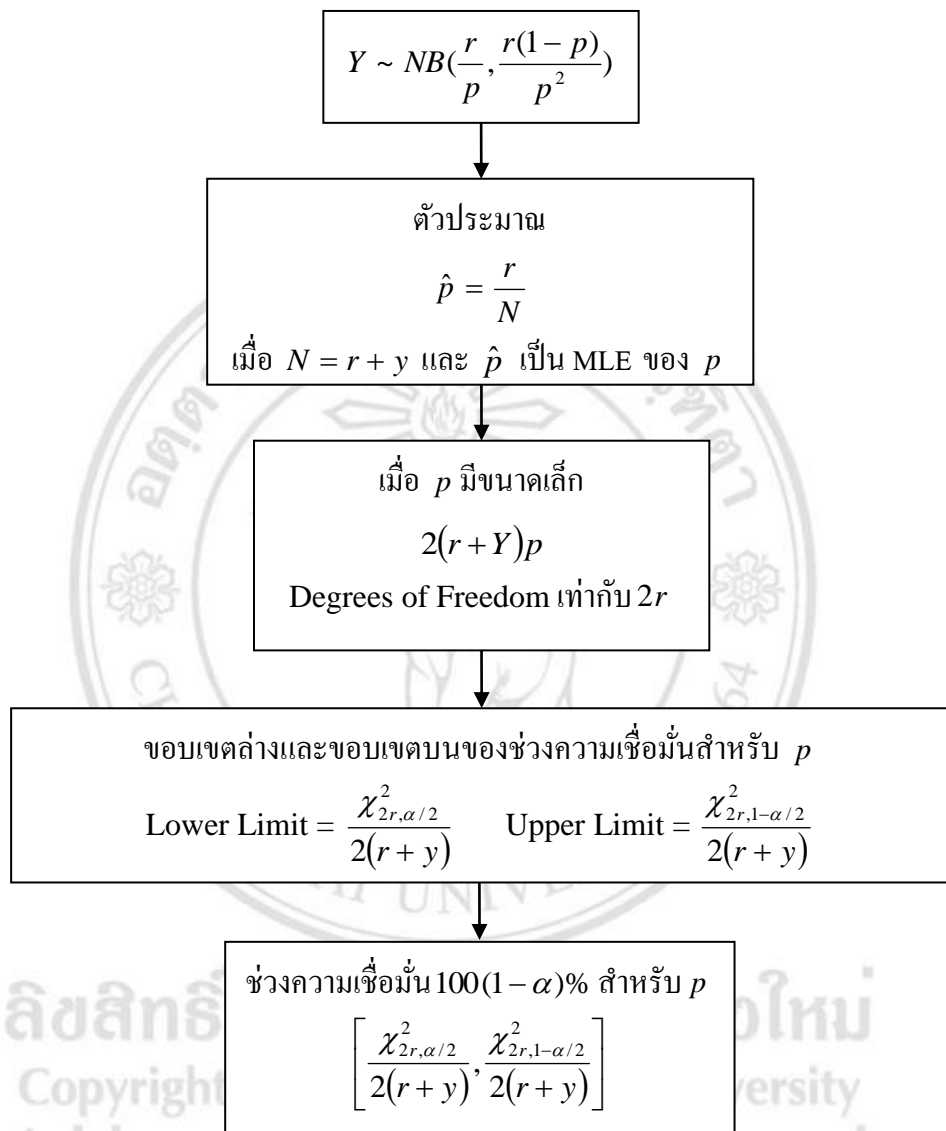 Y ~ NB(r/p, r(1 − p)/p²)
ตัวประมาณ
p̂ = r/N
เมื่อ N = r + y และ p̂ เป็น MLE ของ p
เมื่อ p มีขนาดเล็ก
2(r + Y)p
Degrees of Freedom เท่ากับ 2r
ขอบเขตล่างและขอบเขตบนของช่วงความเชื่อมั่นสำหรับ p
Lower Limit = χ²_{2r,α/2} / 2(r + y) Upper Limit = χ²_{2r,1−α/2} / 2(r + y)
ช่วงความเชื่อมั่น 100(1 − α)% สำหรับ p
[χ²_{2r,α/2} / 2(r + y), χ²_{2r,1−α/2} / 2(r + y)]
ลิขสิทธิ์
Copyright